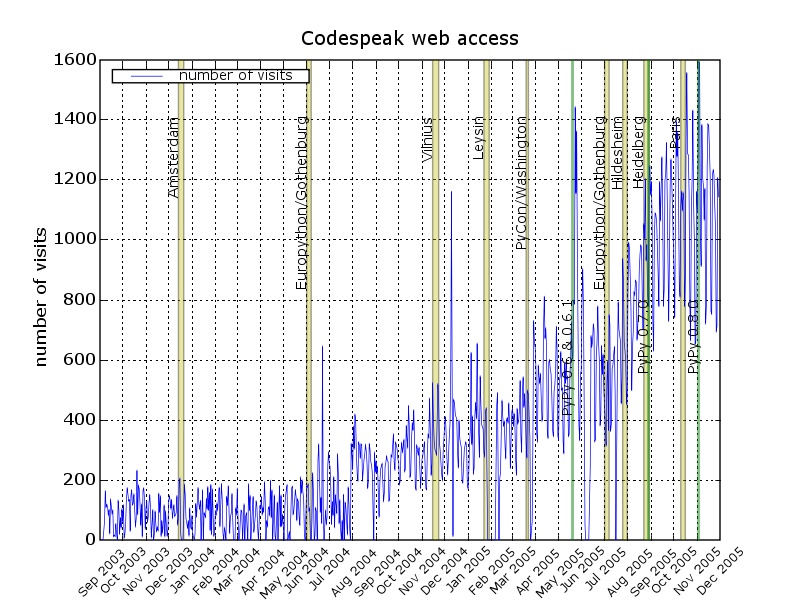 Codespeak web access
number of visits
1600
1400
1200
1000
800
600
400
200
0
number of visits
Amsterdam
Europython/Gothenburg
Vilnius
Leysin
PyCon/Washington
PyPy 0.6 & 0.6.1
Europython/Gothenburg
Hildesheim
Heidelberg
PyPy 0.7.0
Paris
PyPy 0.8.0
Sep 2003
Oct 2003
Nov 2003
Dec 2003
Jan 2004
Feb 2004
Mar 2004
Apr 2004
May 2004
Jun 2004
Jul 2004
Aug 2004
Sep 2004
Oct 2004
Nov 2004
Dec 2004
Jan 2005
Feb 2005
Mar 2005
Apr 2005
May 2005
Jun 2005
Jul 2005
Aug 2005
Sep 2005
Oct 2005
Nov 2005
Dec 2005